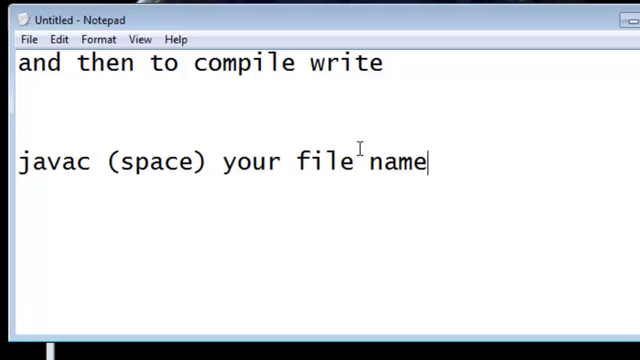 Untitled - Notepad
File Edit Format View Help
and then to compile write
javac (space) your file name